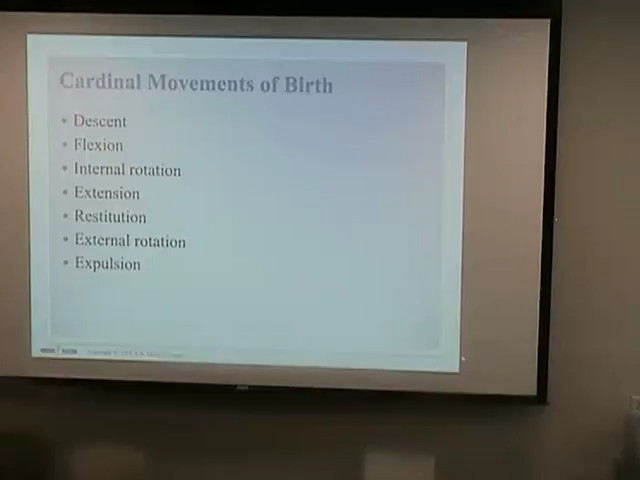 Cardinal Movements of Birth
• Descent
• Flexion
• Internal rotation
• Extension
• Restitution
• External rotation
• Expulsion